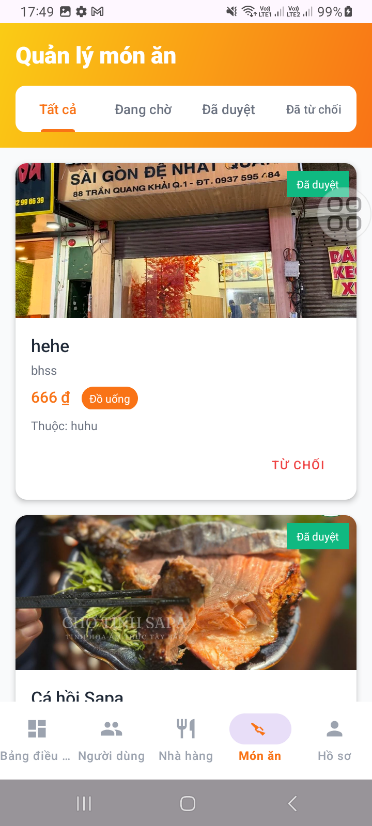 17:49
LTE1
LTE2
99%
Quản lý món ăn
Tất cả
Đang chờ
Đã duyệt
Đã từ chối
SÀI GÒN ĐỆ NHẤT
88 TRẦN QUANG KHẢI Q.1 - ĐT. 0937 595 484
Đã duyệt
hehe
bhss
666 ₫
Đồ uống
Thuộc: huhu
TỪ CHỐI
Đã duyệt
CHỢ TÌNH SAPA
Cá hồi Sapa
Bảng điều ...
Người dùng
Nhà hàng
Món ăn
Hồ sơ